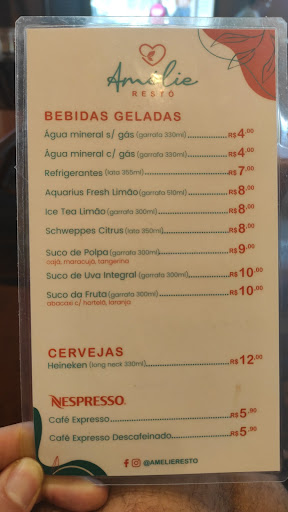 Amélie
RESTÔ
BEBIDAS GELADAS
Água mineral s/ gás (garrafa 330ml) R$ 4,00
Água mineral c/ gás (garrafa 330ml) R$ 4,00
Refrigerantes (lata 355ml) R$ 7,00
Aquarius Fresh Limão (garrafa 510ml) R$ 8,00
Ice Tea Limão (garrafa 300ml) R$ 8,00
Schweppes Citrus (lata 350ml) R$ 8,00
Suco de Polpa (garrafa 300ml) R$ 9,00
cajá, maracujá, tangerina
Suco de Uva Integral (garrafa 300ml) R$ 10,00
Suco da Fruta (garrafa 300ml) R$ 10,00
abacaxi c/ hortelã, laranja
CERVEJAS
Heineken (long neck 330ml) R$ 12,00
NESPRESSO
Café Expresso R$ 5,90
Café Expresso Descafeinado R$ 5,90
@AMELIERESTO